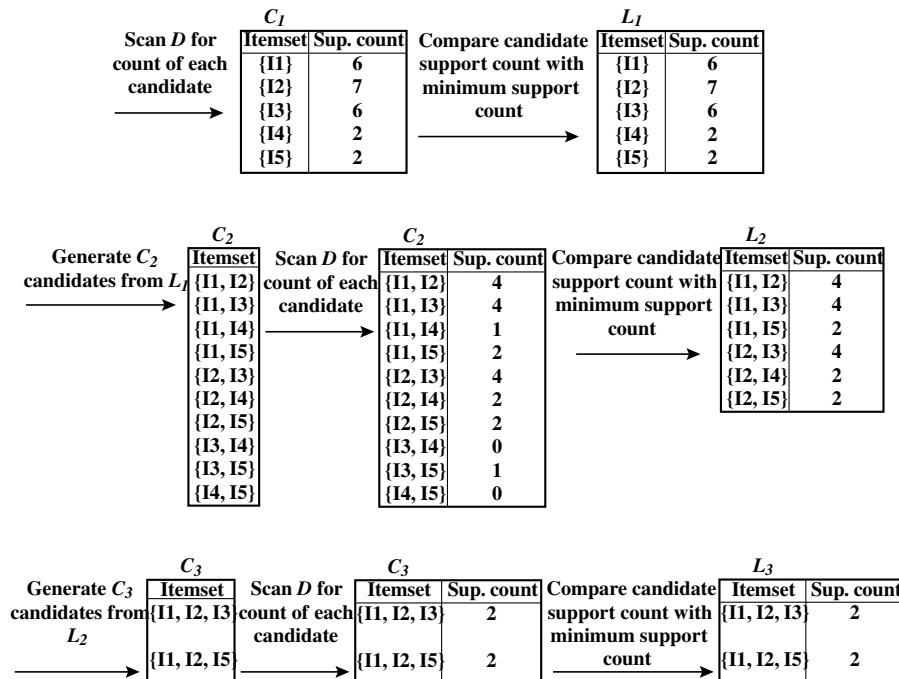 C1
L1
Scan D for
count of each
candidate
Itemset Sup. count
{I1} 6
{I2} 7
{I3} 6
{I4} 2
{I5} 2
Compare candidate
support count with
minimum support
count
Itemset Sup. count
{I1} 6
{I2} 7
{I3} 6
{I4} 2
{I5} 2
Generate C2
candidates from L1
C2
Itemset
{I1, I2}
{I1, I3}
{I1, I4}
{I1, I5}
{I2, I3}
{I2, I4}
{I2, I5}
{I3, I4}
{I3, I5}
{I4, I5}
Scan D for
count of each
candidate
C2
Itemset Sup. count
{I1, I2} 4
{I1, I3} 4
{I1, I4} 1
{I1, I5} 2
{I2, I3} 4
{I2, I4} 2
{I2, I5} 2
{I3, I4} 0
{I3, I5} 1
{I4, I5} 0
Compare candidate
support count with
minimum support
count
L2
Itemset Sup. count
{I1, I2} 4
{I1, I3} 4
{I1, I5} 2
{I2, I3} 4
{I2, I4} 2
{I2, I5} 2
Generate C3
candidates from
L2
C3
Itemset
{I1, I2, I3}
{I1, I2, I5}
Scan D for
count of each
candidate
C3
Itemset Sup. count
{I1, I2, I3} 2
{I1, I2, I5} 2
Compare candidate
support count with
minimum support
count
L3
Itemset Sup. count
{I1, I2, I3} 2
{I1, I2, I5} 2